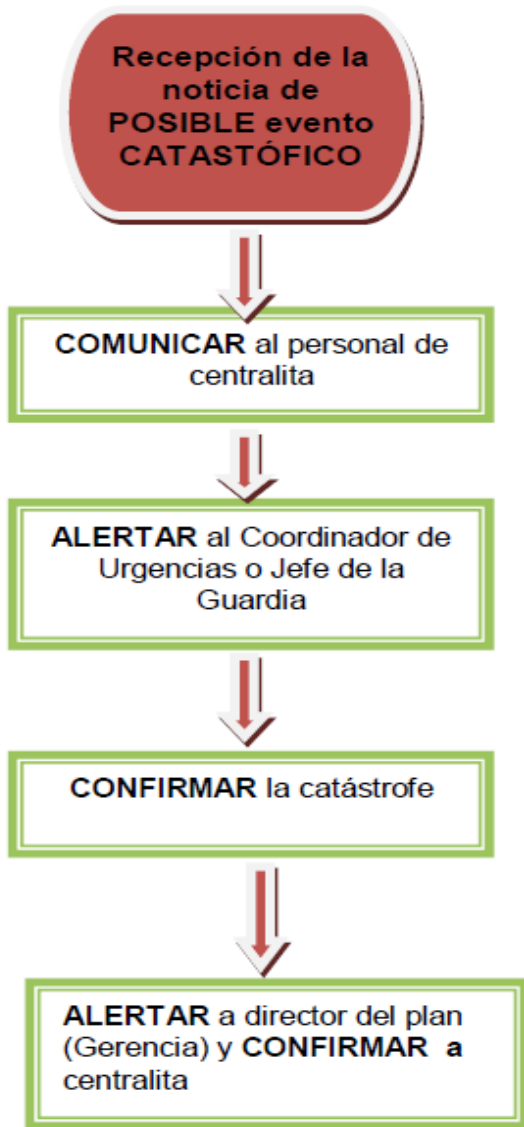 Recepción de la
noticia de
POSIBLE evento
CATASTÓFICO
COMUNICAR al personal de
centralita
ALERTAR al Coordinador de
Urgencias o Jefe de la
Guardia
CONFIRMAR la catástrofe
ALERTAR a director del plan
(Gerencia) y CONFIRMAR a
centralita